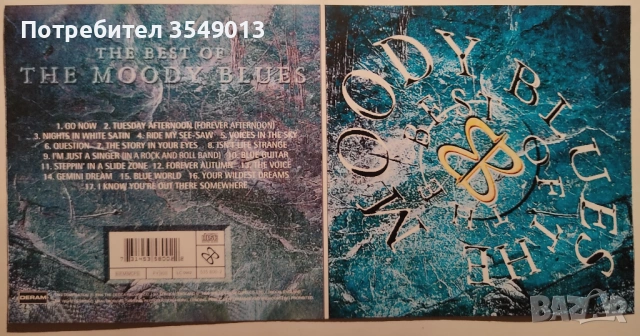 Потребител 3549013
THE BEST OF
THE MOODY BLUES
1. GO NOW 2. TUESDAY AFTERNOON (FOREVER AFTERNOON)
3. NIGHTS IN WHITE SATIN 4. RIDE MY SEE-SAW 5. VOICES IN THE SKY
6. QUESTION 7. THE STORY IN YOUR EYES 8. ISN'T LIFE STRANGE
9. I'M JUST A SINGER (IN A ROCK AND ROLL BAND) 10. BLUE GUITAR
11. STEPPIN' IN A SLIDE ZONE 12. FOREVER AUTUMN 13. THE VOICE
14. GEMINI DREAM 15. BLUE WORLD 16. YOUR WILDEST DREAMS
17. I KNOW YOU'RE OUT THERE SOMEWHERE
DERAM
THE BEST OF THE
MOODY BLUES
BAZAR